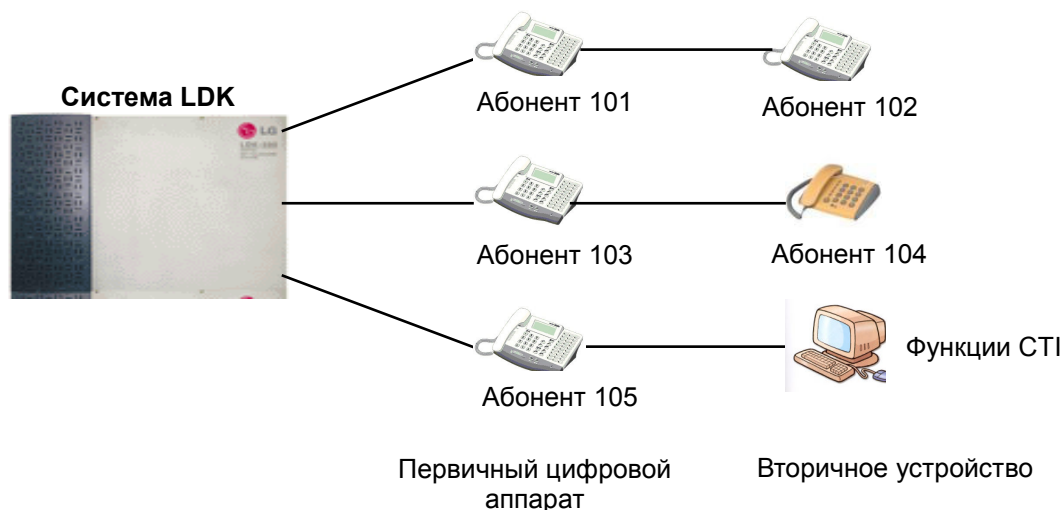 Система LDK
LG
Абонент 101
Абонент 102
Абонент 103
Абонент 104
Функции CTI
Абонент 105
Первичный цифровой
аппарат
Вторичное устройство